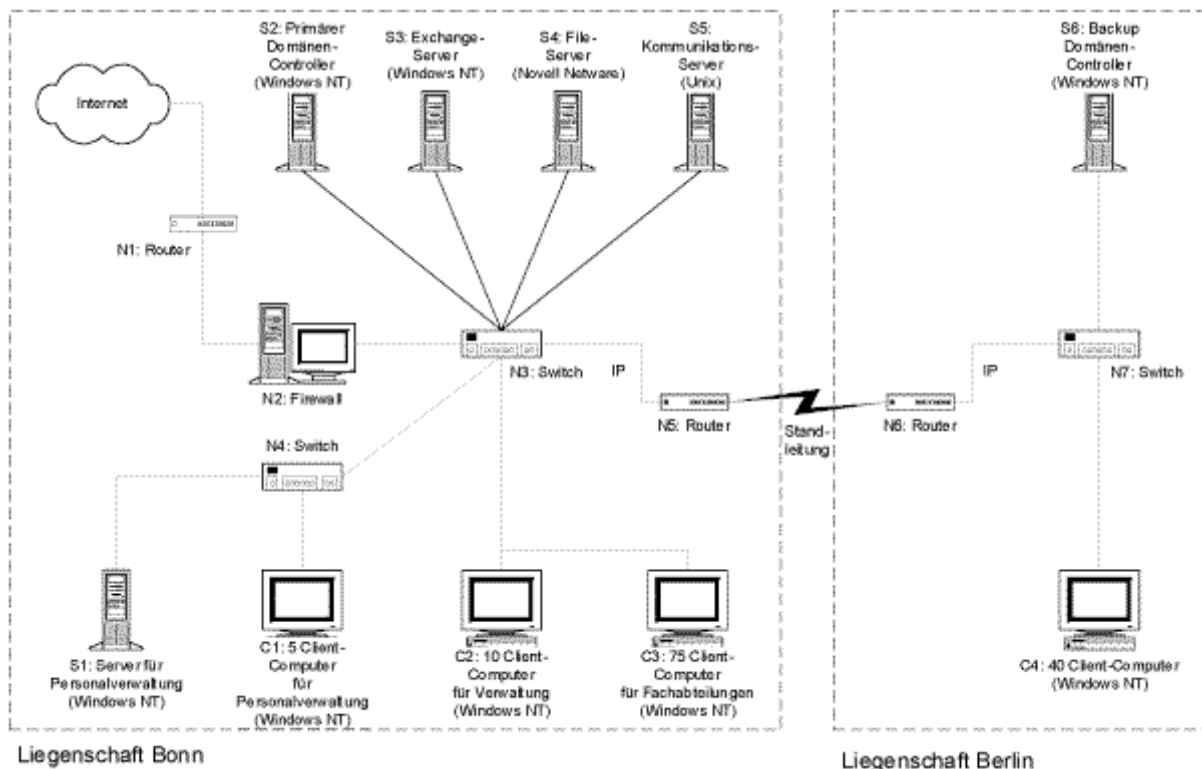 S2: Primärer
Domänen-
Controller
(Windows NT)
S3: Exchange-
Server
(Windows NT)
S4: File-
Server
(Novell Netware)
S5:
Kommunikations-
Server
(Unix)
S6: Backup
Domänen-
Controller
(Windows NT)
Internet
N1: Router
N2: Firewall
N3: Switch
IP
N5: Router
Stand-
leitung
N6: Router
IP
N7: Switch
N4: Switch
S1: Server für
Personalverwaltung
(Windows NT)
C1: 5 Client-
Computer
für
Personalverwaltung
(Windows NT)
C2: 10 Client-
Computer
für Verwaltung
(Windows NT)
C3: 75 Client-
Computer
für Fachabteilungen
(Windows NT)
C4: 40 Client-Computer
(Windows NT)
Liegenschaft Bonn
Liegenschaft Berlin